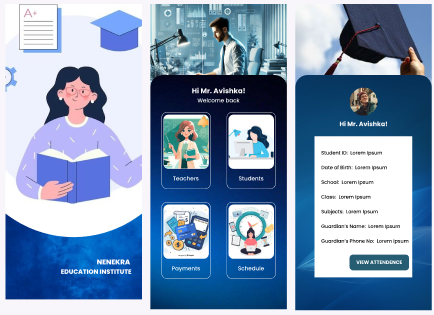 A+
NENEKRA
EDUCATION INSTITUTE
Hi Mr. Avishka!
Welcome back
Teachers
Students
Payments
Schedule
Hi Mr. Avishka!
Student ID: Lorem Ipsum
Date of Birth: Lorem Ipsum
School: Lorem Ipsum
Class: Lorem Ipsum
Subjects: Lorem Ipsum
Guardian's Name: Lorem Ipsum
Guardian's Phone No: Lorem Ipsum
VIEW ATTENDENCE